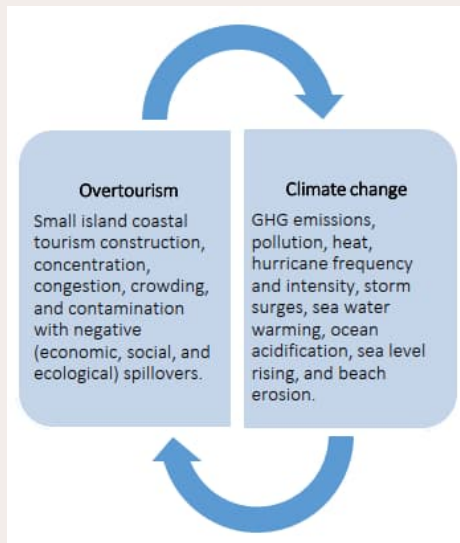 Overtourism
Small island coastal
tourism construction,
concentration,
congestion, crowding,
and contamination
with negative
(economic, social, and
ecological) spillovers.
Climate change
GHG emissions,
pollution, heat,
hurricane frequency
and intensity, storm
surges, sea water
warming, ocean
acidification, sea level
rising, and beach
erosion.